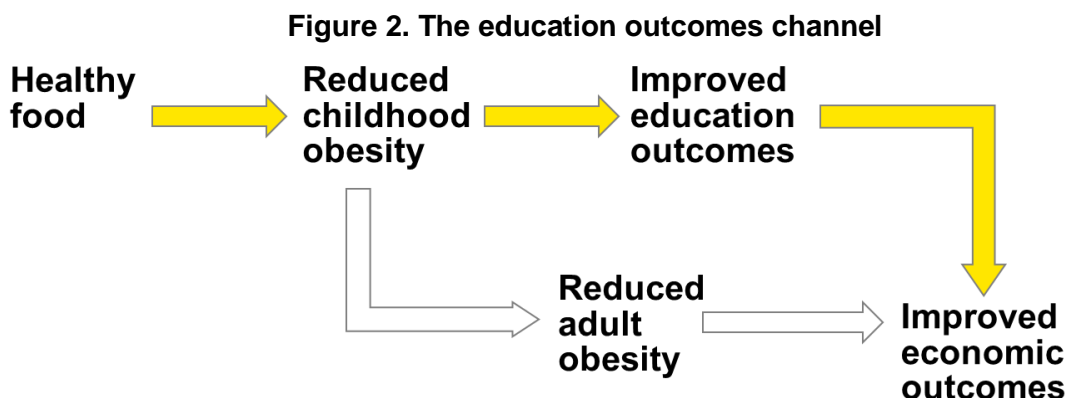 Figure 2. The education outcomes channel
Healthy
food
Reduced
childhood
obesity
Improved
education
outcomes
Reduced
adult
obesity
Improved
economic
outcomes